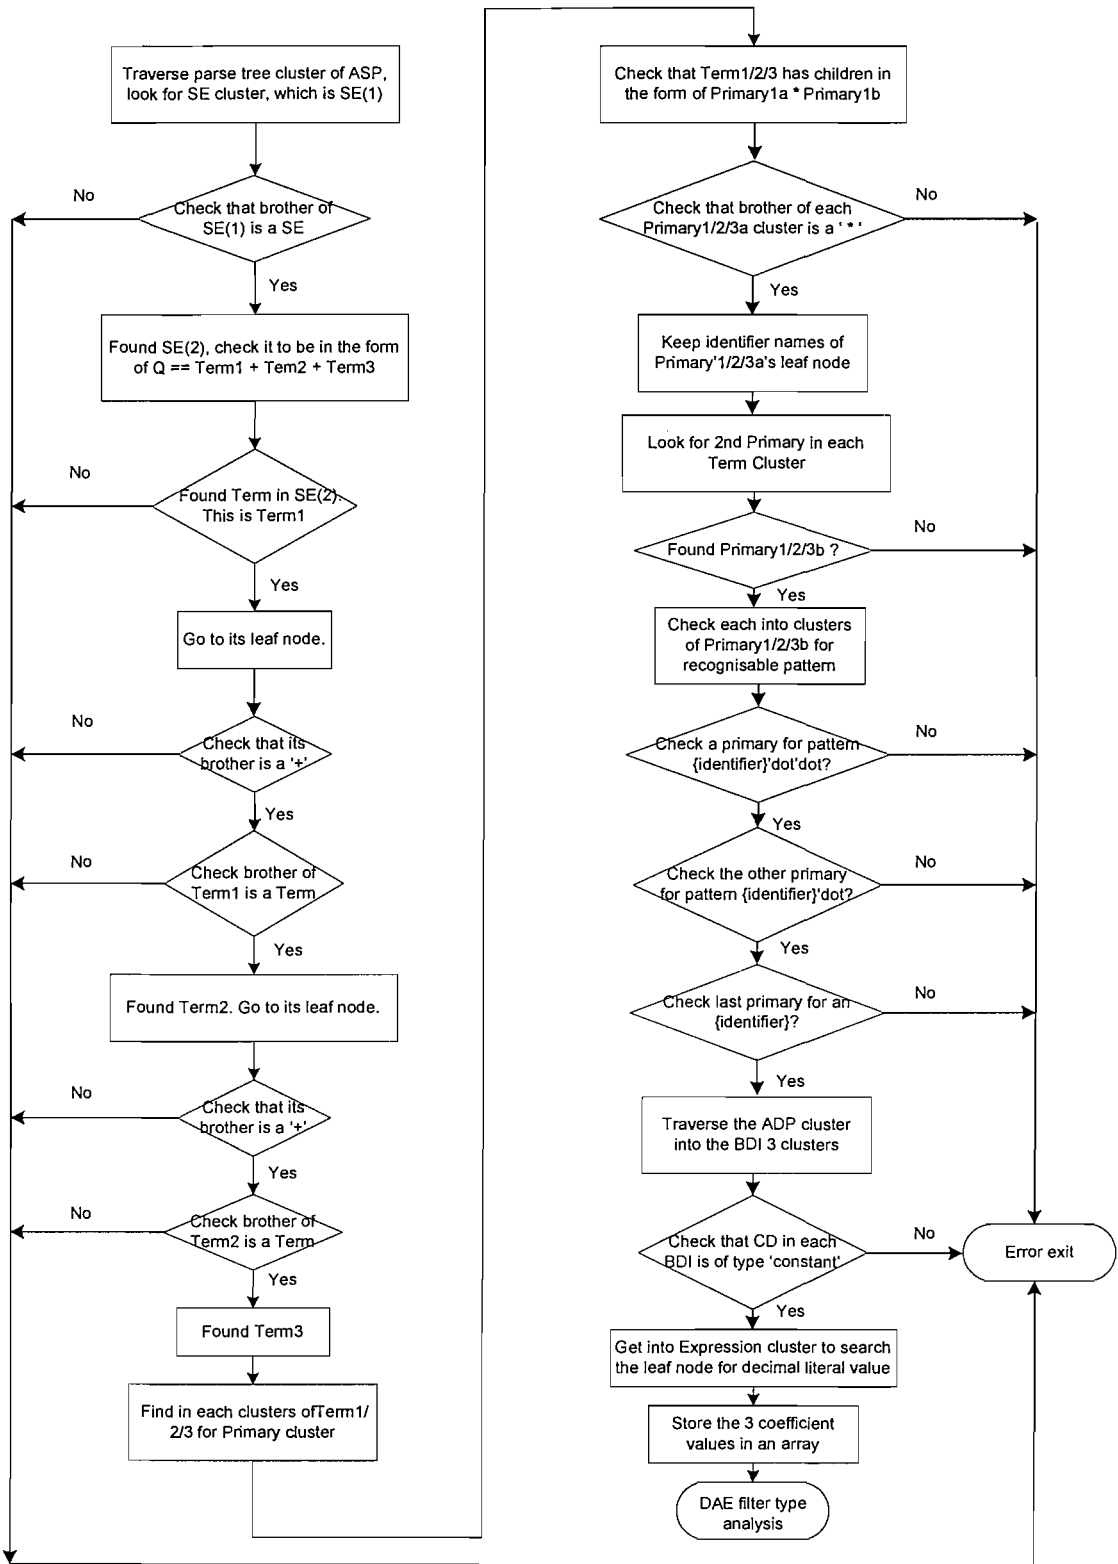 Traverse parse tree cluster of ASP,
look for SE cluster, which is SE(1)
No
Check that brother of
SE(1) is a SE
Yes
Found SE(2), check it to be in the form
of Q == Term1 + Tem2 + Term3
No
Found Term in SE(2).
This is Term1
Yes
Go to its leaf node.
No
Check that its
brother is a '+'
Yes
No
Check brother of
Term1 is a Term
Yes
Found Term2. Go to its leaf node.
No
Check that its
brother is a '+'
Yes
No
Check brother of
Term2 is a Term
Yes
Found Term3
Find in each clusters ofTerm1/
2/3 for Primary cluster
Check that Term1/2/3 has children in
the form of Primary1a * Primary1b
No
Check that brother of each
Primary1/2/3a cluster is a ' * '
Yes
Keep identifier names of
Primary'1/2/3a's leaf node
Look for 2nd Primary in each
Term Cluster
No
Found Primary1/2/3b ?
Yes
Check each into clusters
of Primary1/2/3b for
recognisable pattern
No
Check a primary for pattern
{identifier}'dot'dot?
Yes
No
Check the other primary
for pattern {identifier}'dot?
Yes
No
Check last primary for an
{identifier}?
Yes
Traverse the ADP cluster
into the BDI 3 clusters
No
Check that CD in each
BDI is of type 'constant'
Error exit
Yes
Get into Expression cluster to search
the leaf node for decimal literal value
Store the 3 coefficient
values in an array
DAE filter type
analysis